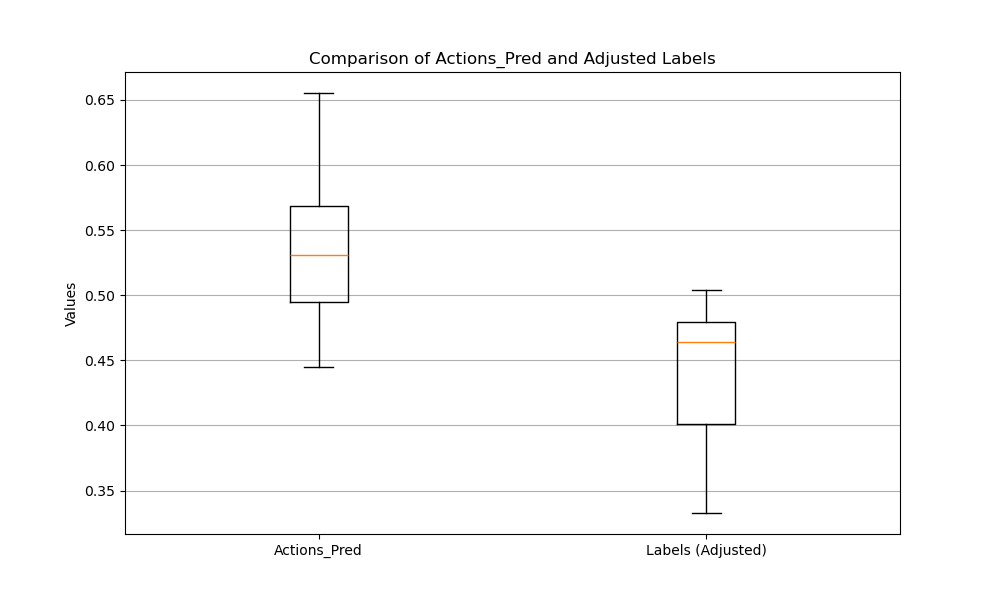 Comparison of Actions_Pred and Adjusted Labels
Values
0.65
0.60
0.55
0.50
0.45
0.40
0.35
Actions_Pred
Labels (Adjusted)